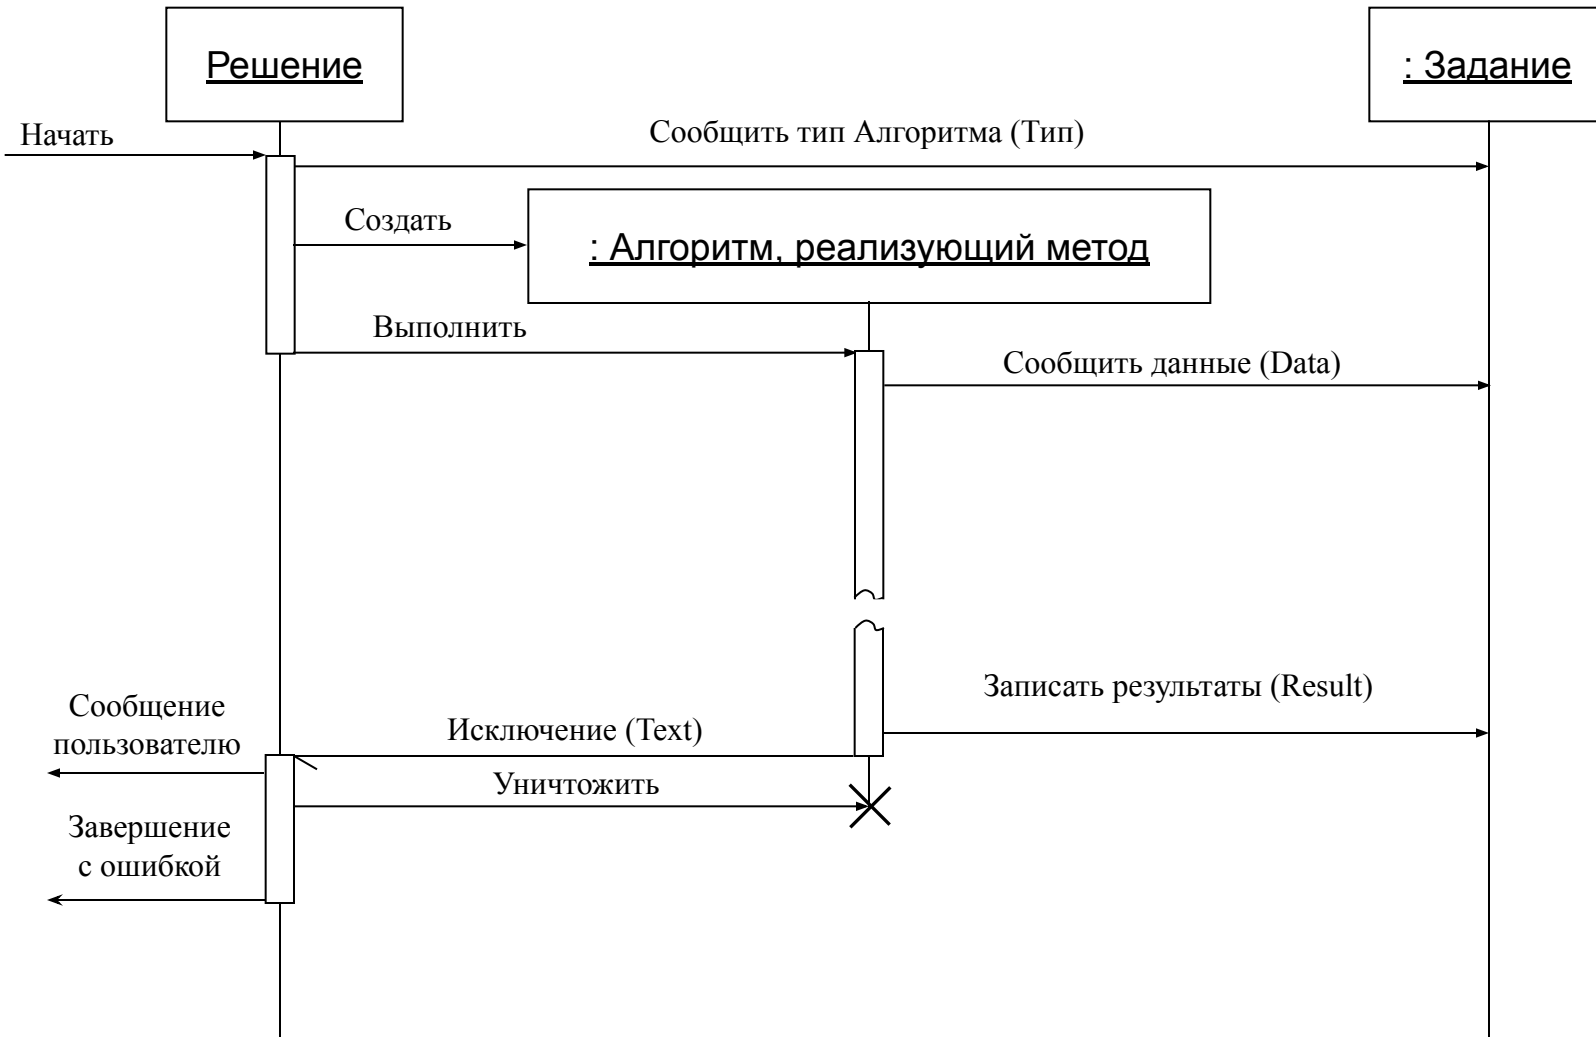 Решение
: Задание
Начать
Сообщить тип Алгоритма (Тип)
Создать
: Алгоритм, реализующий метод
Выполнить
Сообщить данные (Data)
Записать результаты (Result)
Сообщение
пользователю
Исключение (Text)
Уничтожить
Завершение
с ошибкой